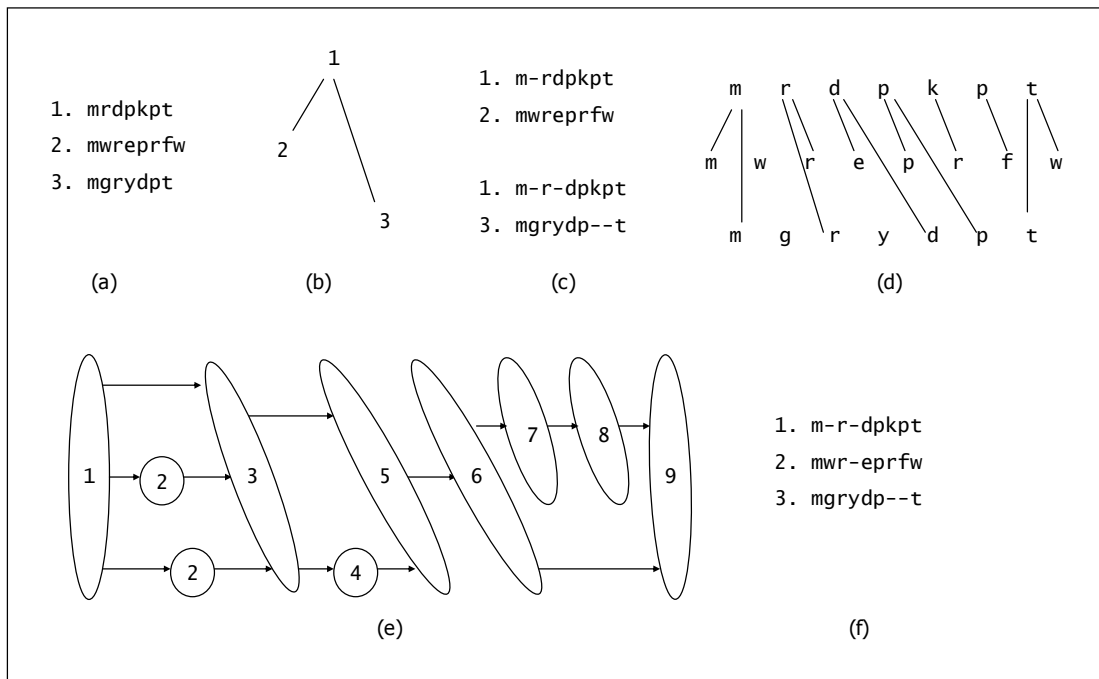 1. mrdpkpt
2. mwreprfw
3. mgrydpt
(a)
1
2
3
(b)
1. m-rdpkpt
2. mwreprfw
1. m-r-dpkpt
3. mgrydp--t
(c)
m r d p k p t
m w r e p r f w
m g r y d p t
(d)
1 2 3 5 6 7 8 9
2 4
(e)
1. m-r-dpkpt
2. mwr-eprfw
3. mgrydp--t
(f)